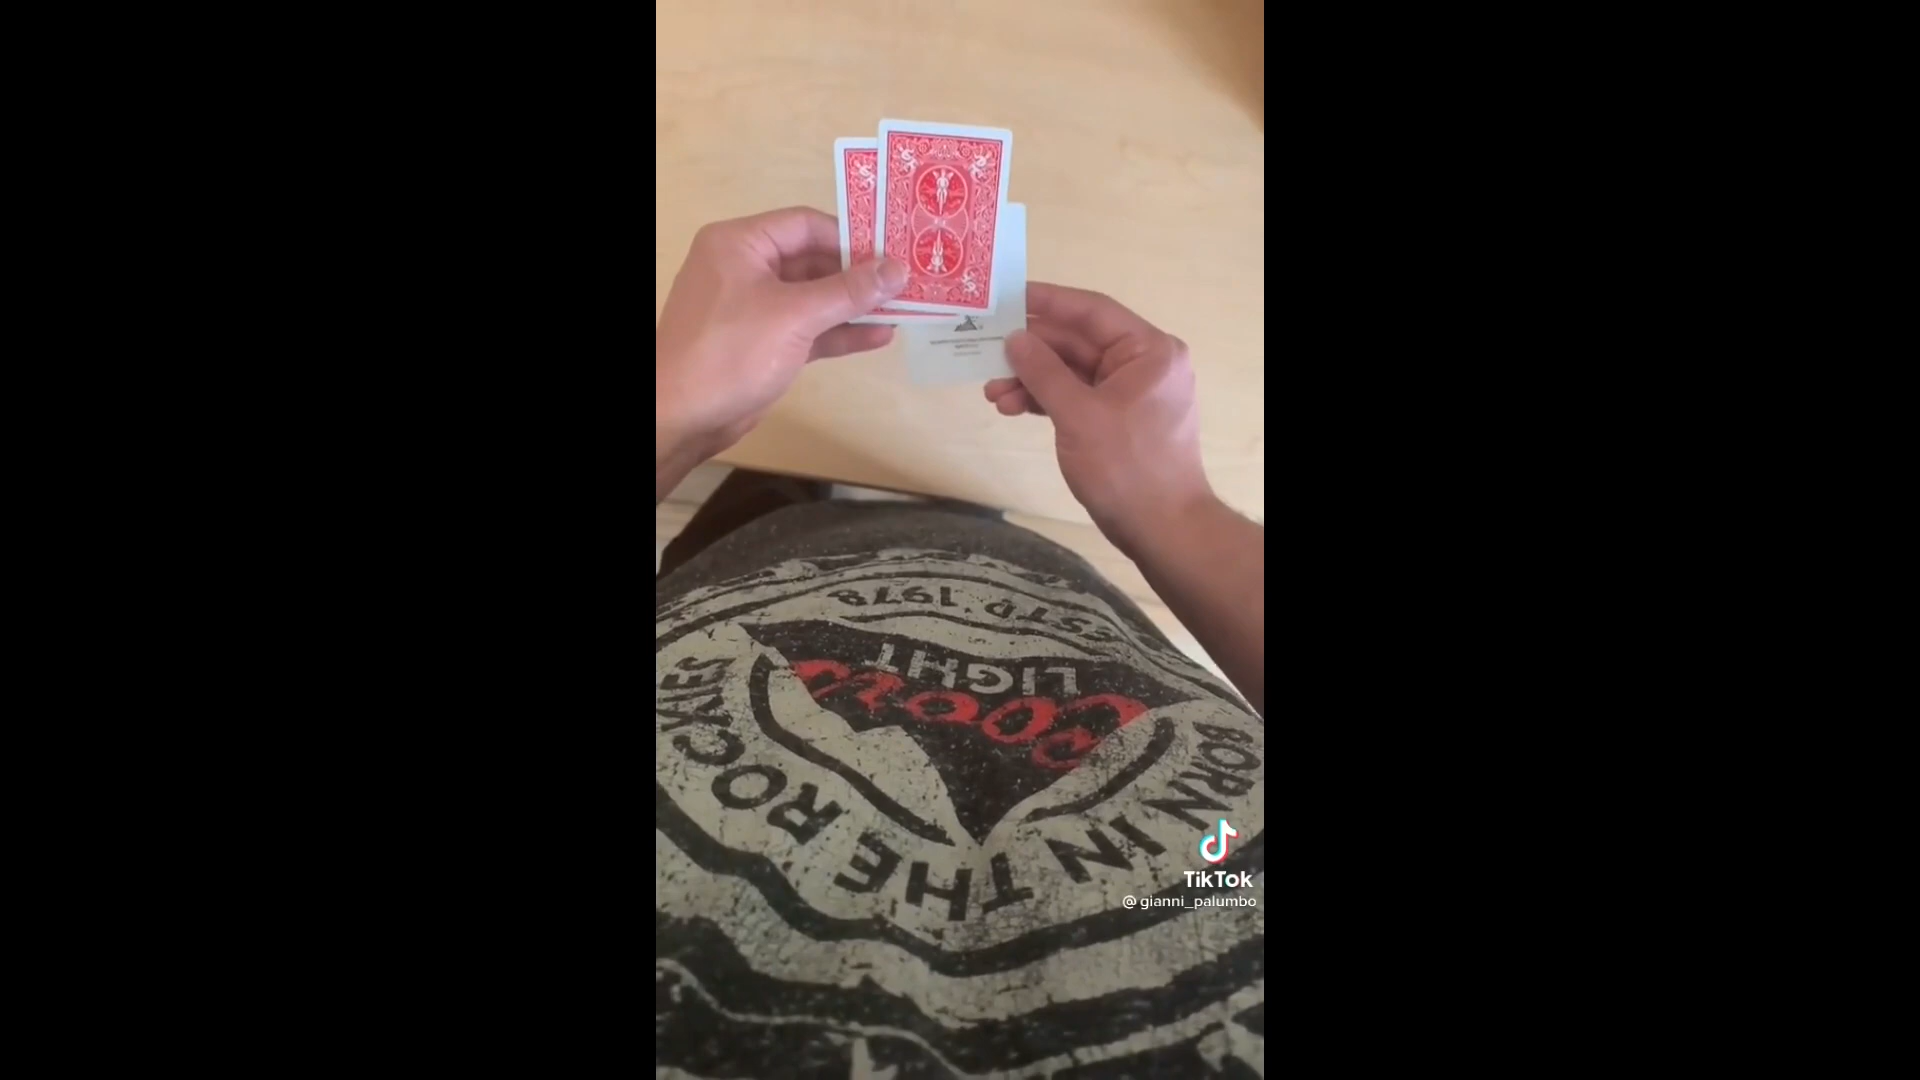 ESTD 1978
LIGHT
Coors
BORN IN THE ROCKIES
TikTok
@gianni_palumbo